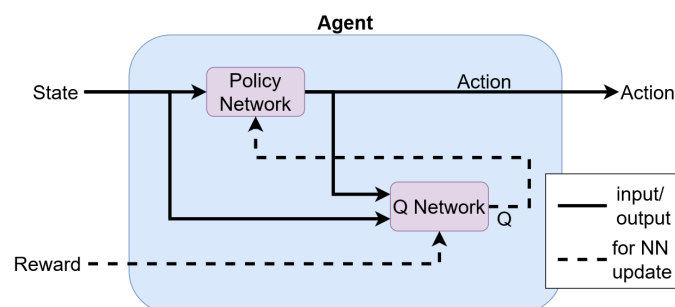 Agent
State
Policy
Network
Action
Action
Q Network
Q
input/
output
for NN
update
Reward